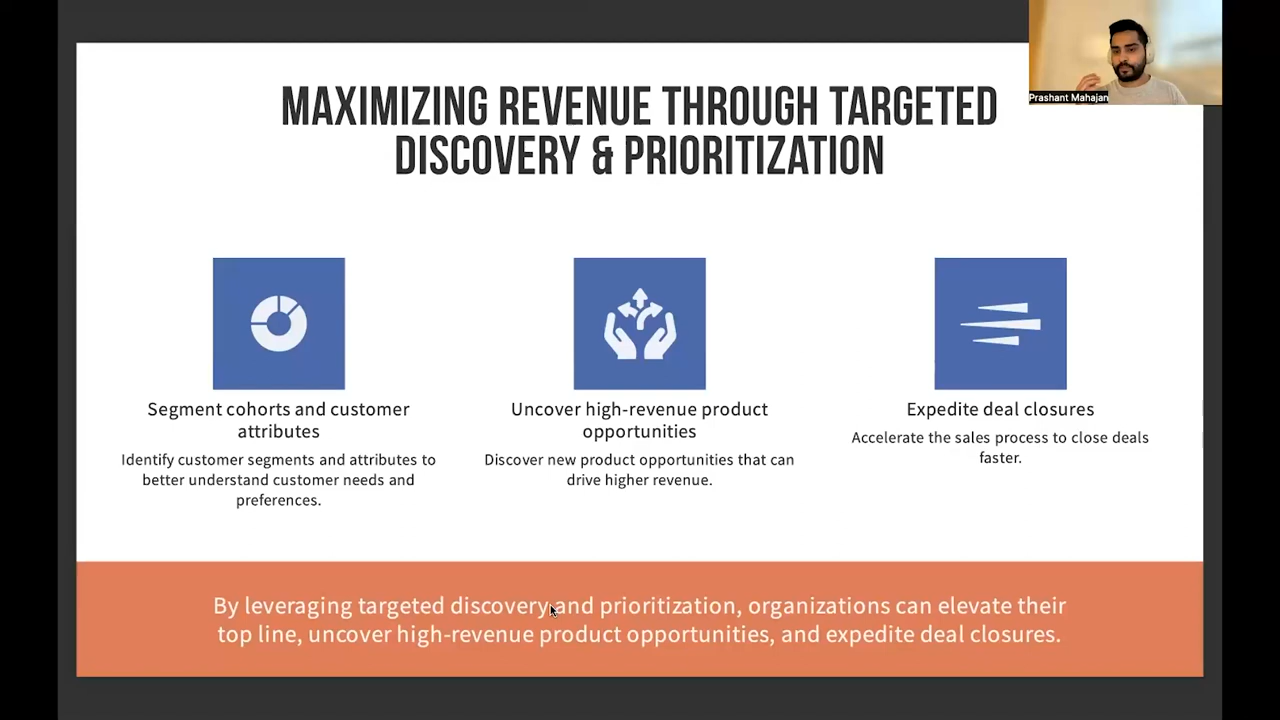 Prashant Mahajan
MAXIMIZING REVENUE THROUGH TARGETED
DISCOVERY & PRIORITIZATION
Segment cohorts and customer
attributes
Identify customer segments and attributes to
better understand customer needs and
preferences.
Uncover high-revenue product
opportunities
Discover new product opportunities that can
drive higher revenue.
Expedite deal closures
Accelerate the sales process to close deals
faster.
By leveraging targeted discovery and prioritization, organizations can elevate their
top line, uncover high-revenue product opportunities, and expedite deal closures.